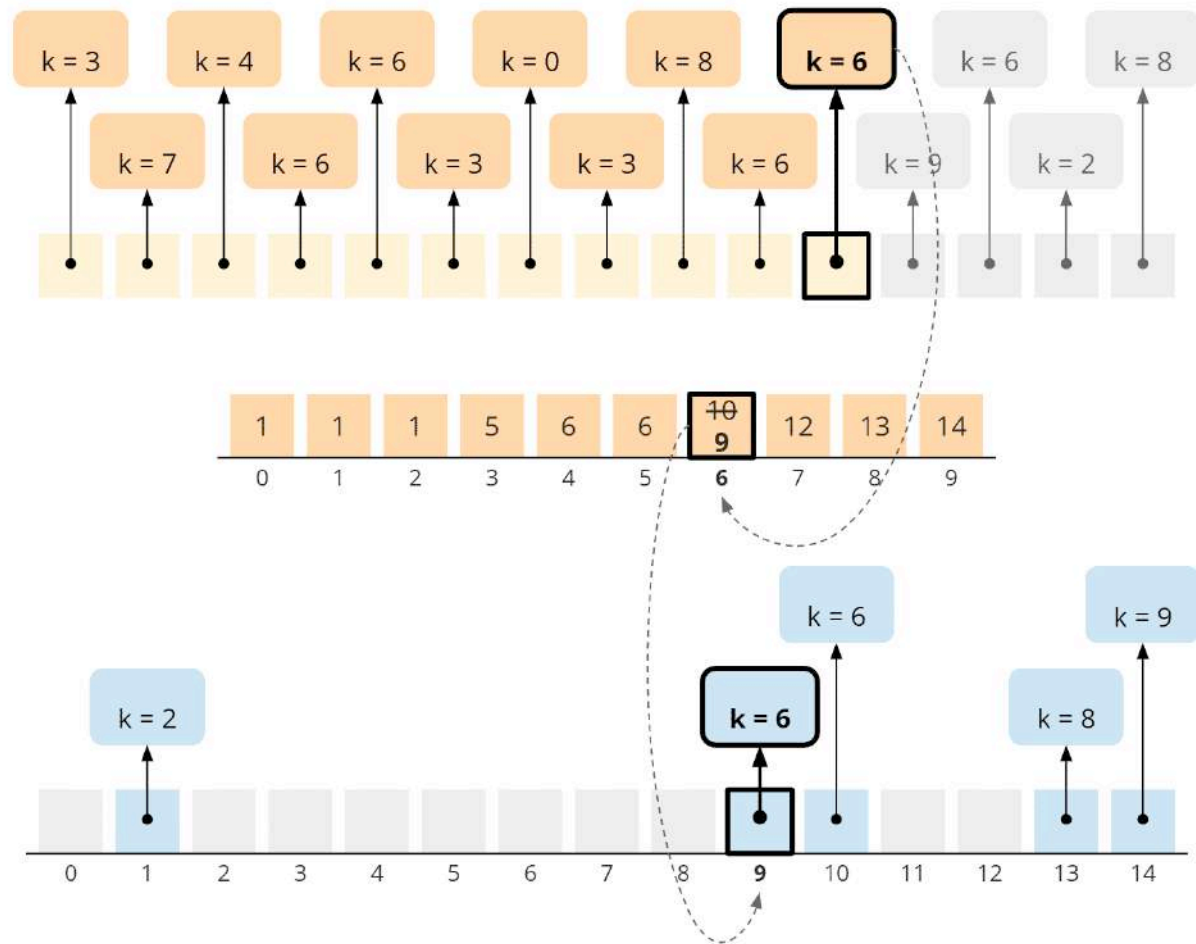 k = 3 k = 4 k = 6 k = 0 k = 8 k = 6 k = 6 k = 8
k = 7 k = 6 k = 3 k = 3 k = 6 k = 9 k = 2
10
1 1 1 5 6 6 9 12 13 14
0 1 2 3 4 5 6 7 8 9
k = 6 k = 9
k = 2 k = 6 k = 8
0 1 2 3 4 5 6 7 8 9 10 11 12 13 14